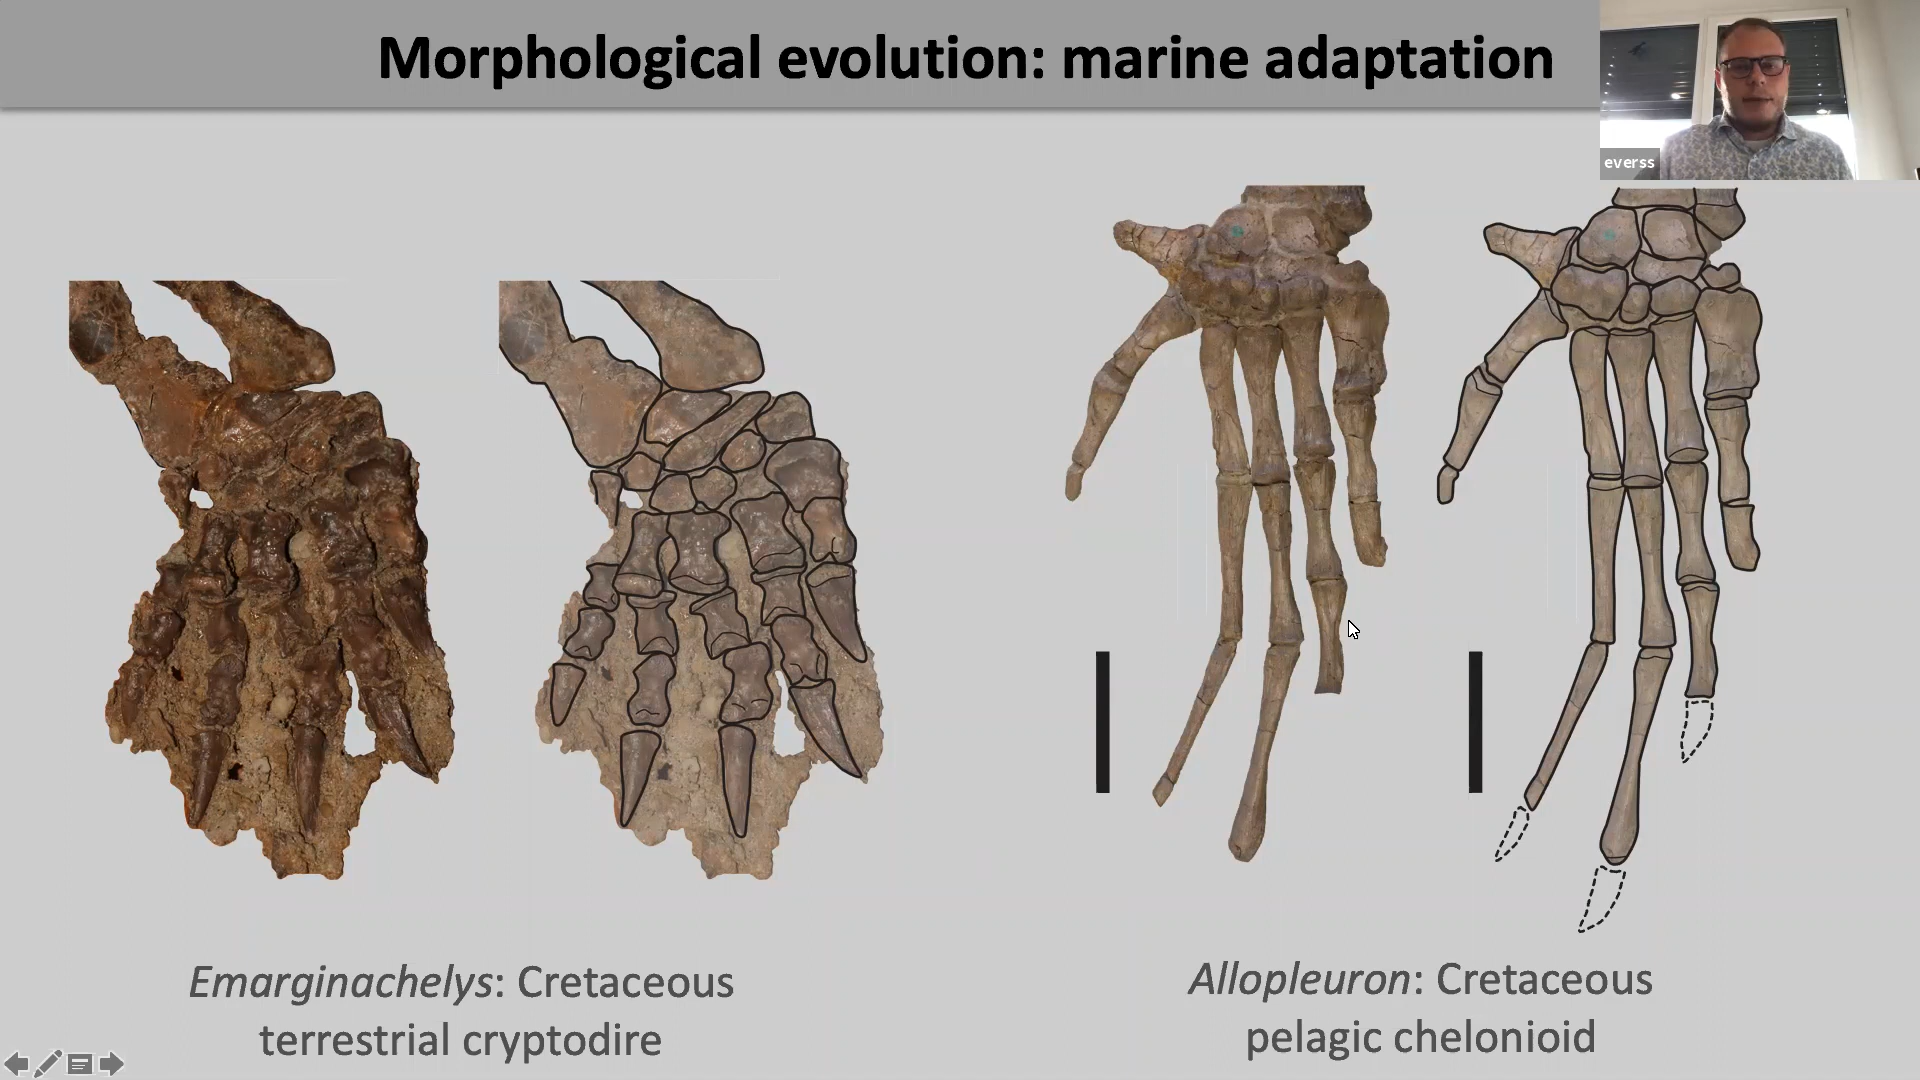 Morphological evolution: marine adaptation
everss
Emarginachelys: Cretaceous
terrestrial cryptodire
Allopleuron: Cretaceous
pelagic chelonioid